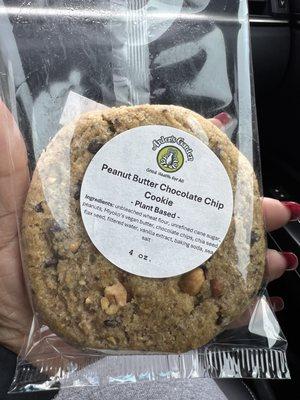 Arden's Garden
Good Health For All
Peanut Butter Chocolate Chip
Cookie
- Plant Based -
Ingredients: unbleached wheat flour, unrefined cane sugar,
peanuts, Miyoko's vegan butter, chocolate chips, chia seed,
flax seed, filtered water, vanilla extract, baking soda, sea
salt
4 oz.